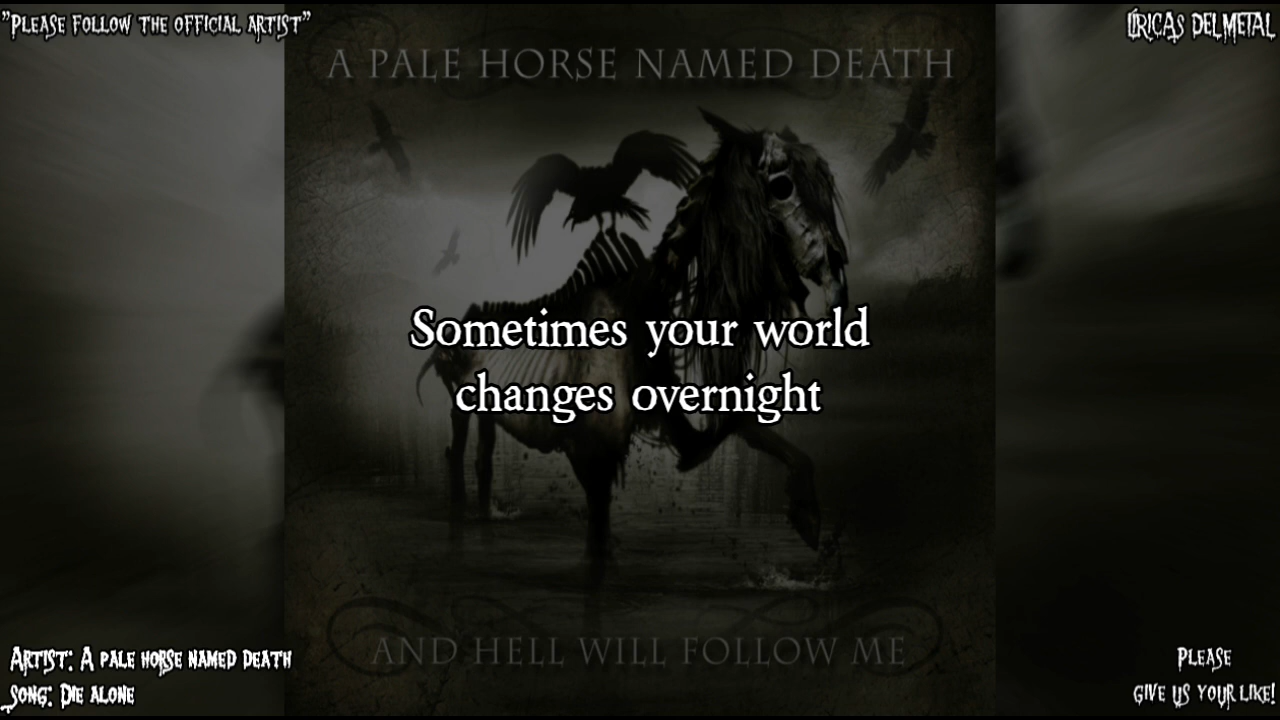 "Please follow the official artist"
Líricas del Metal
A PALE HORSE NAMED DEATH
Sometimes your world
changes overnight
AND HELL WILL FOLLOW ME
Artist: A pale horse named death
Song: Die alone
Please
give us your like!